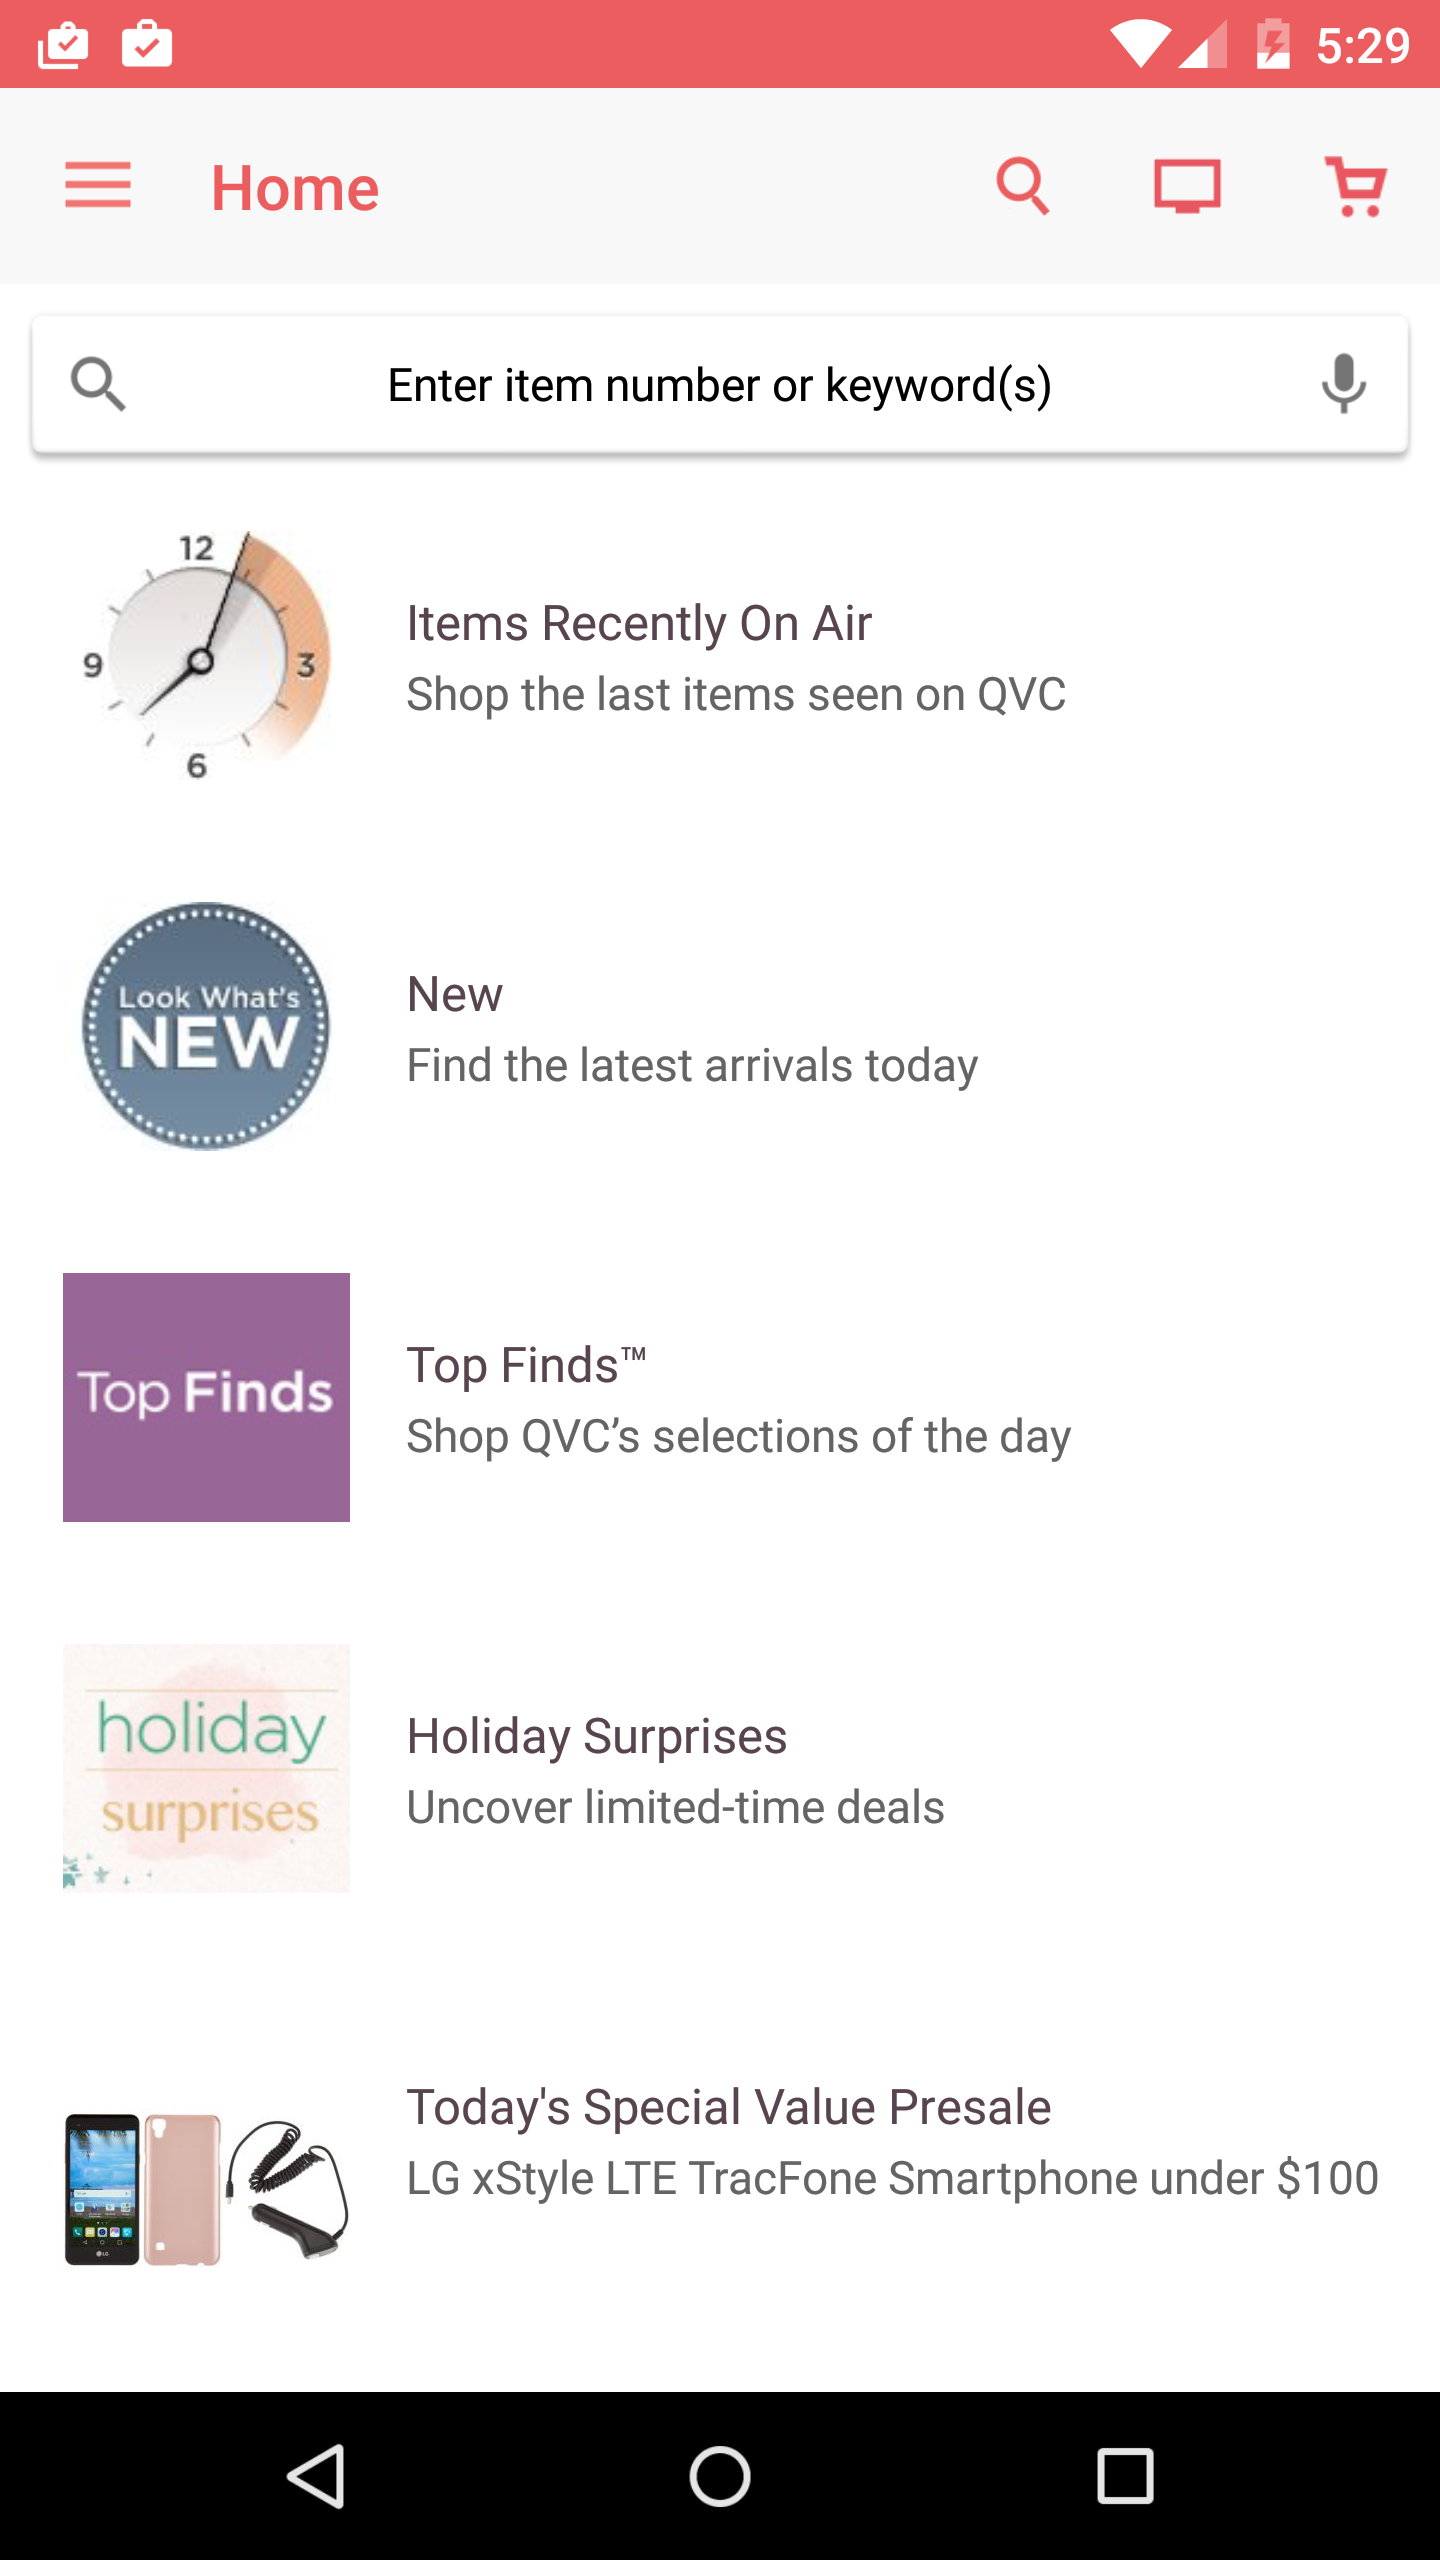 5:29
Home
Enter item number or keyword(s)
12
9
3
6
Items Recently On Air
Shop the last items seen on QVC
Look What's
NEW
New
Find the latest arrivals today
Top Finds
Top Finds™
Shop QVC’s selections of the day
holiday
surprises
Holiday Surprises
Uncover limited-time deals
Today's Special Value Presale
LG xStyle LTE TracFone Smartphone under $100